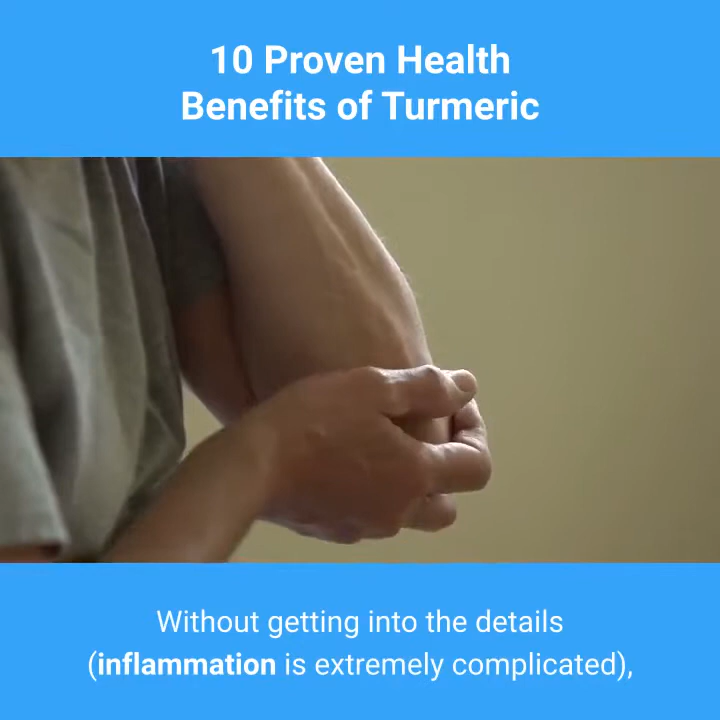 10 Proven Health
Benefits of Turmeric
Without getting into the details
(inflammation is extremely complicated),